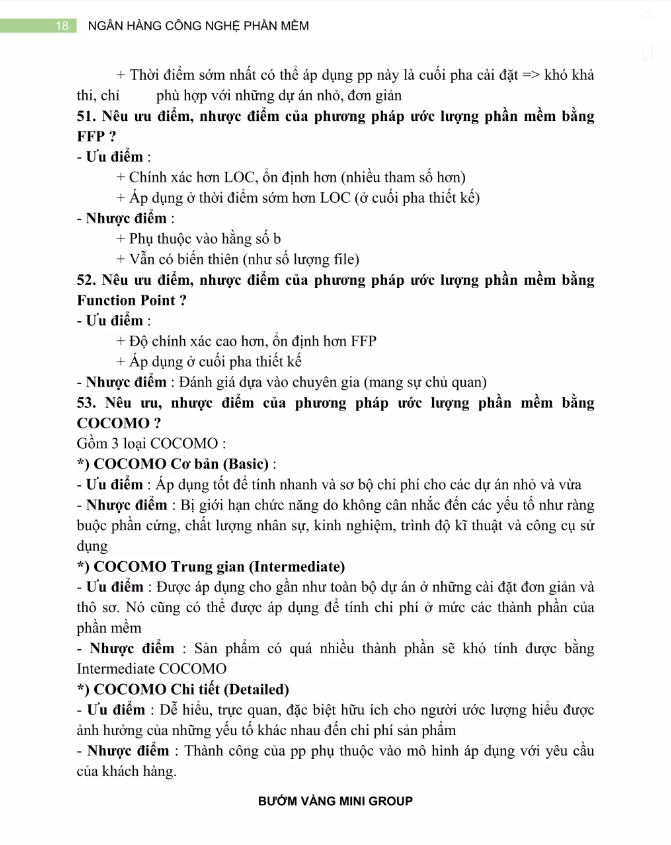 18 NGÂN HÀNG CÔNG NGHỆ PHẦN MỀM
+ Thời điểm sớm nhất có thể áp dụng pp này là cuối pha cài đặt => khó khả
thi, chỉ phù hợp với những dự án nhỏ, đơn giản
51. Nêu ưu điểm, nhược điểm của phương pháp ước lượng phần mềm bằng
FFP ?
- Ưu điểm :
+ Chính xác hơn LOC, ổn định hơn (nhiều tham số hơn)
+ Áp dụng ở thời điểm sớm hơn LOC (ở cuối pha thiết kế)
- Nhược điểm :
+ Phụ thuộc vào hằng số b
+ Vẫn có biến thiên (như số lượng file)
52. Nêu ưu điểm, nhược điểm của phương pháp ước lượng phần mềm bằng
Function Point ?
- Ưu điểm :
+ Độ chính xác cao hơn, ổn định hơn FFP
+ Áp dụng ở cuối pha thiết kế
- Nhược điểm : Đánh giá dựa vào chuyên gia (mang sự chủ quan)
53. Nêu ưu, nhược điểm của phương pháp ước lượng phần mềm bằng
COCOMO ?
Gồm 3 loại COCOMO :
*) COCOMO Cơ bản (Basic) :
- Ưu điểm : Áp dụng tốt để tính nhanh và sơ bộ chi phí cho các dự án nhỏ và vừa
- Nhược điểm : Bị giới hạn chức năng do không cân nhắc đến các yếu tố như ràng
buộc phần cứng, chất lượng nhân sự, kinh nghiệm, trình độ kĩ thuật và công cụ sử
dụng
*) COCOMO Trung gian (Intermediate)
- Ưu điểm : Được áp dụng cho gần như toàn bộ dự án ở những cài đặt đơn giản và
thô sơ. Nó cũng có thể được áp dụng để tính chi phí ở mức các thành phần của
phần mềm
- Nhược điểm : Sản phẩm có quá nhiều thành phần sẽ khó tính được bằng
Intermediate COCOMO
*) COCOMO Chi tiết (Detailed)
- Ưu điểm : Dễ hiểu, trực quan, đặc biệt hữu ích cho người ước lượng hiểu được
ảnh hưởng của những yếu tố khác nhau đến chi phí sản phẩm
- Nhược điểm : Thành công của pp phụ thuộc vào mô hình áp dụng với yêu cầu
của khách hàng.
BƯỚM VÀNG MINI GROUP